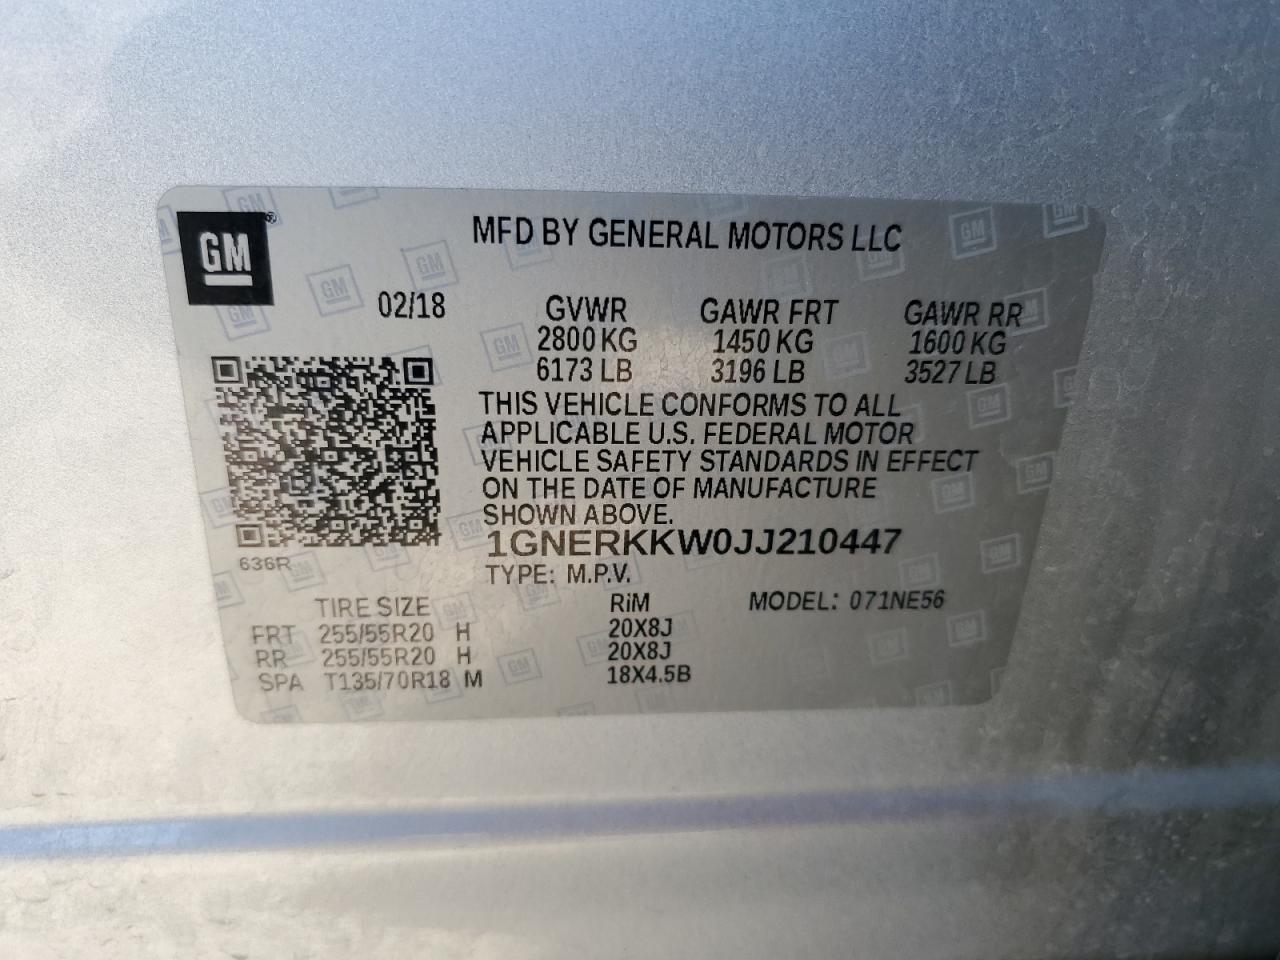 GM
MFD BY GENERAL MOTORS LLC
02/18 GVWR GAWR FRT GAWR RR
2800 KG 1450 KG 1600 KG
6173 LB 3196 LB 3527 LB
THIS VEHICLE CONFORMS TO ALL
APPLICABLE U.S. FEDERAL MOTOR
VEHICLE SAFETY STANDARDS IN EFFECT
ON THE DATE OF MANUFACTURE
SHOWN ABOVE.
1GNERKKW0JJ210447
636R
TYPE: M.P.V.
TIRE SIZE RiM MODEL: 071NE56
FRT 255/55R20 H 20X8J
RR 255/55R20 H 20X8J
SPA T135/70R18 M 18X4.5B